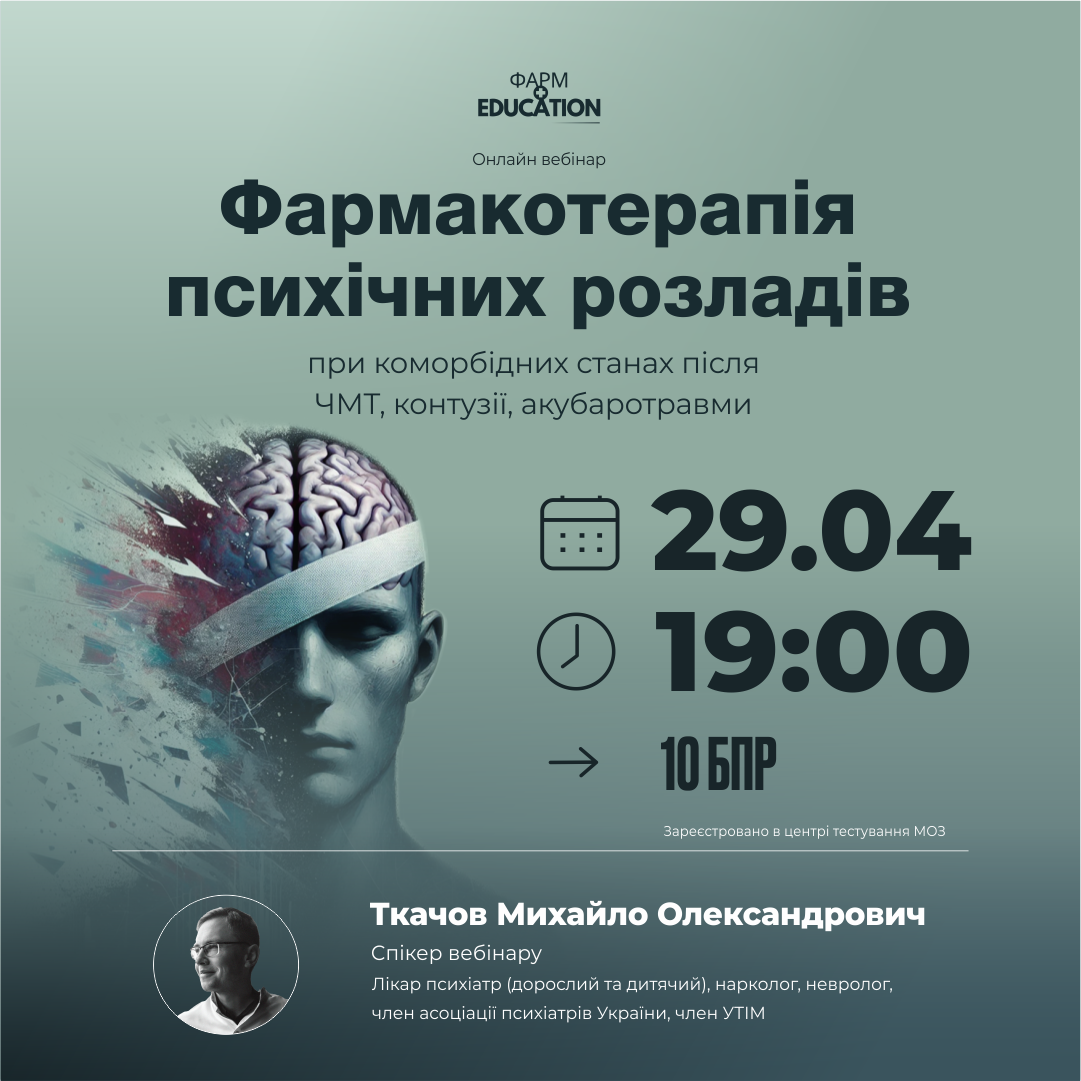 ФАРМ
EDUCATION
Онлайн вебінар
Фармакотерапія
психічних розладів
при коморбідних станах після
ЧМТ, контузії, акубаротравми
29.04
19:00
10 БПР
Зареєстровано в центрі тестування МОЗ
Ткачов Михайло Олександрович
Спікер вебінару
Лікар психіатр (дорослий та дитячий), нарколог, невролог,
член асоціації психіатрів України, член УТІМ